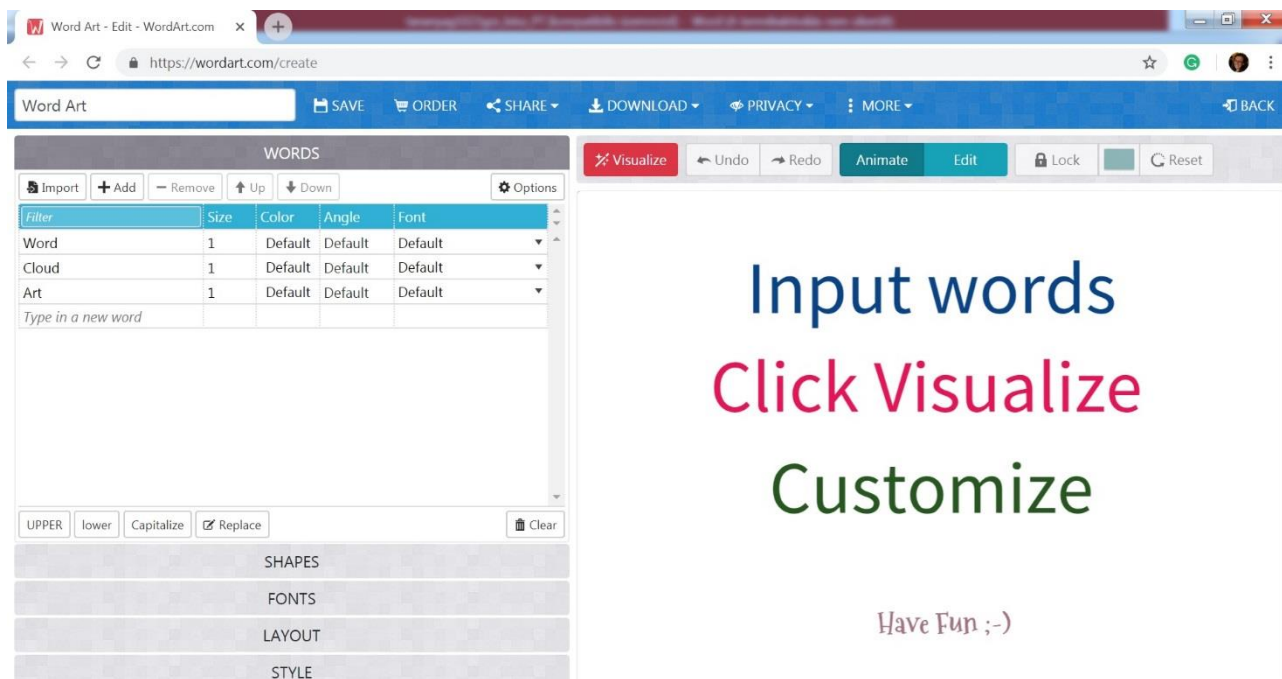 Word Art - Edit - WordArt.com
https://wordart.com/create
Word Art SAVE ORDER SHARE DOWNLOAD PRIVACY MORE BACK
WORDS
Import Add Remove Up Down Options
Filter Size Color Angle Font
Word 1 Default Default Default
Cloud 1 Default Default Default
Art 1 Default Default Default
Type in a new word
UPPER lower Capitalize Replace Clear
SHAPES
FONTS
LAYOUT
STYLE
Visualize Undo Redo Animate Edit Lock Reset
Input words
Click Visualize
Customize
Have Fun ;-)